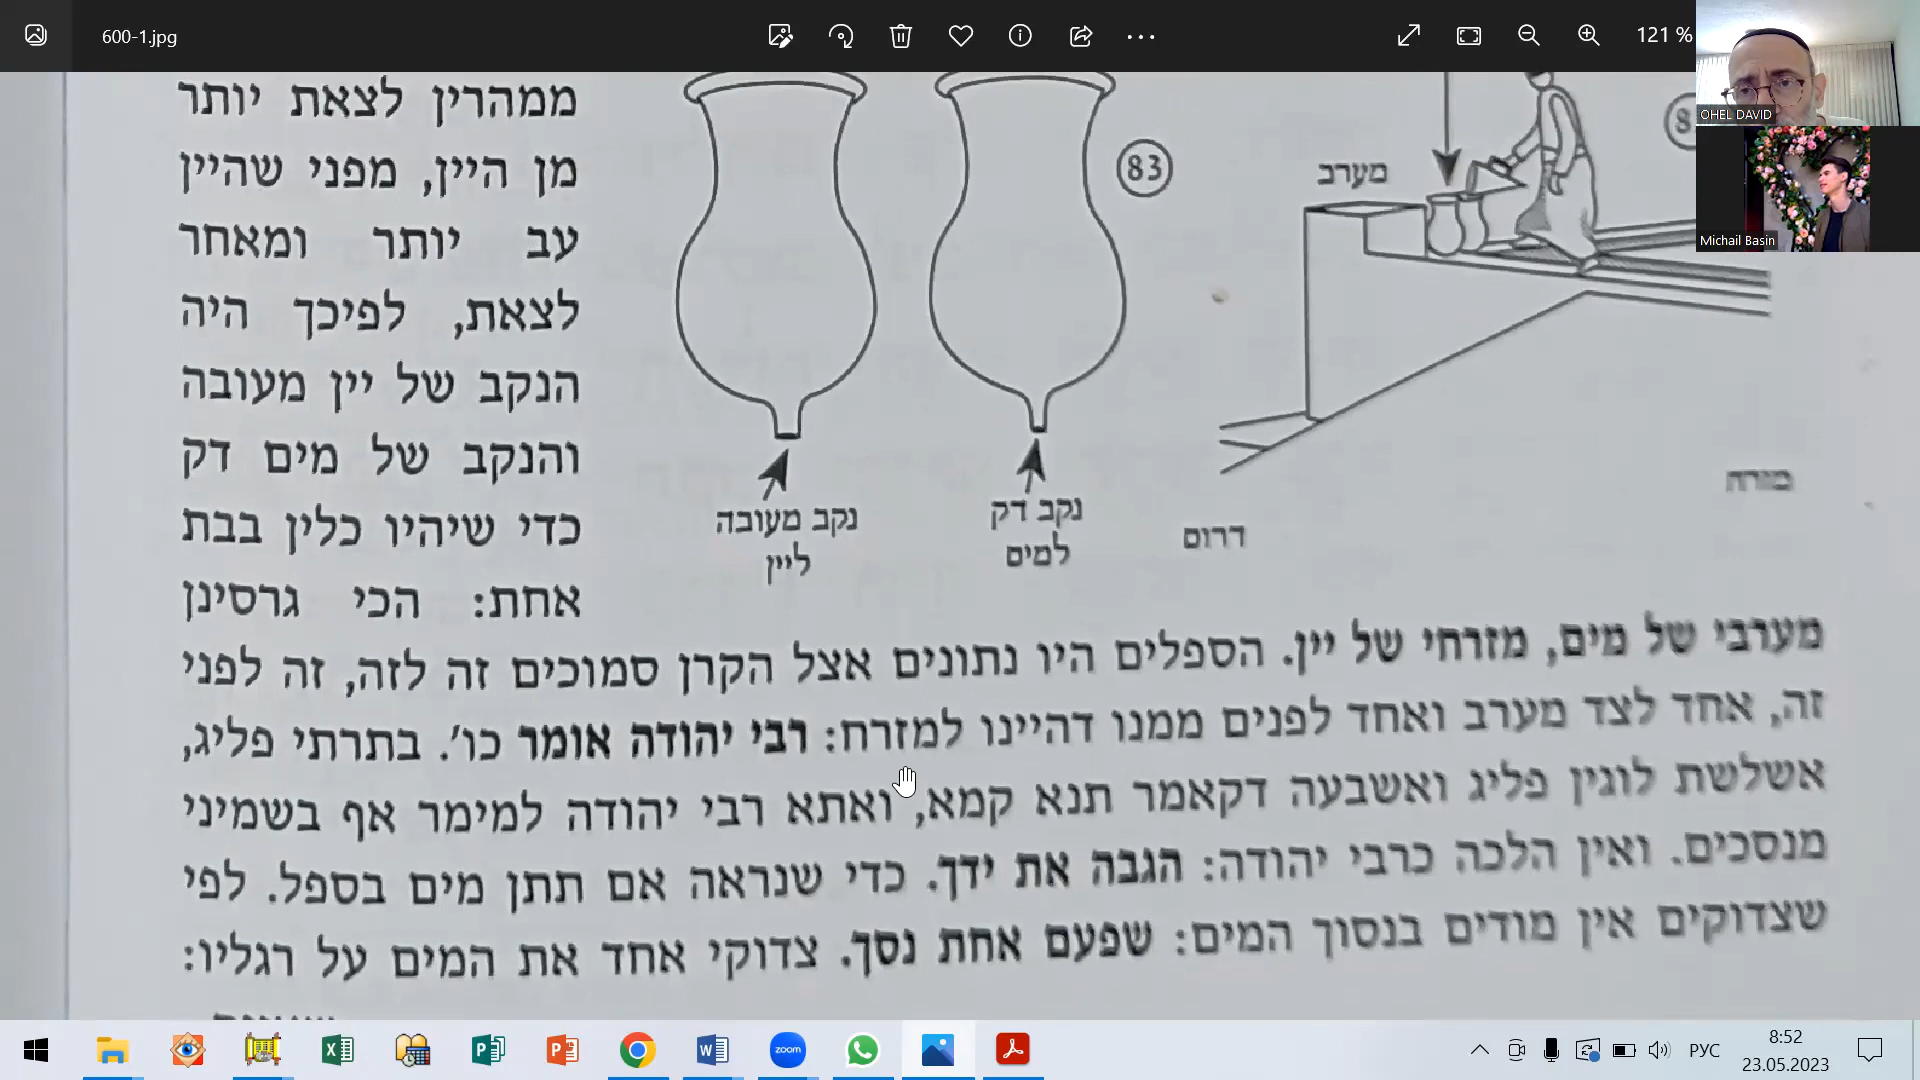 600-1.jpg
121 %
OHEL DAVID
Michail Basin
ממהרין לצאת יותר
מן היין, מפני שהיין
עב יותר ומאחר
לצאת, לפיכך היה
הנקב של יין מעובה
והנקב של מים דק
כדי שיהיו כלין בבת
אחת: הכי גרסינן
83
מערב
נקב מעובה
ליין
נקב דק
למים
דרום
מזרח
מערבי של מים, מזרחי של יין. הספלים היו נתונים אצל הקרן סמוכים זה לזה, זה לפני
זה, אחד לצד מערב ואחד לפנים ממנו דהיינו למזרח: רבי יהודה אומר כו׳. בתרתי פליג,
אשלשת לוגין פליג ואשבעה דקאמר תנא קמא, ואתא רבי יהודה למימר אף בשמיני
מנסכים. ואין הלכה כרבי יהודה: הגבה את ידך. כדי שנראה אם תתן מים בספל. לפי
שצדוקים אין מודים בנסוך המים: שפעם אחת נסך. צדוקי אחד את המים על רגליו:
zoom
РУС
8:52
23.05.2023